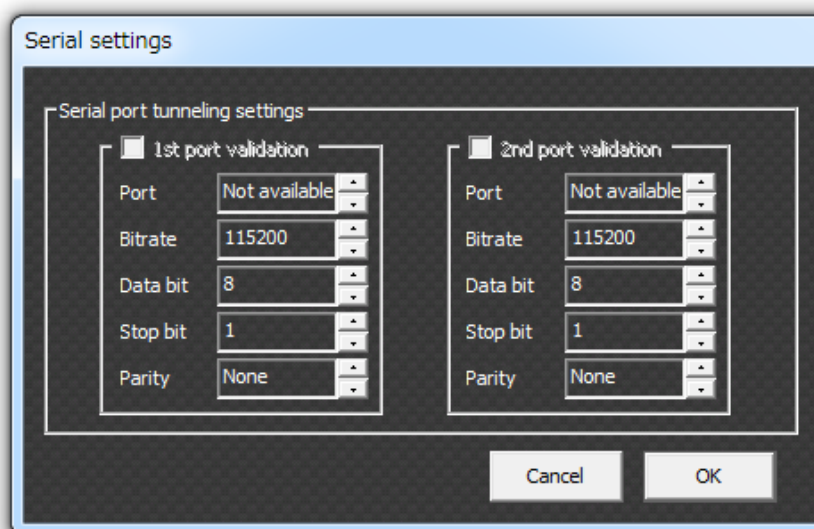 Serial settings
Serial port tunneling settings
1st port validation
Port Not available
Bitrate 115200
Data bit 8
Stop bit 1
Parity None
2nd port validation
Port Not available
Bitrate 115200
Data bit 8
Stop bit 1
Parity None
Cancel OK